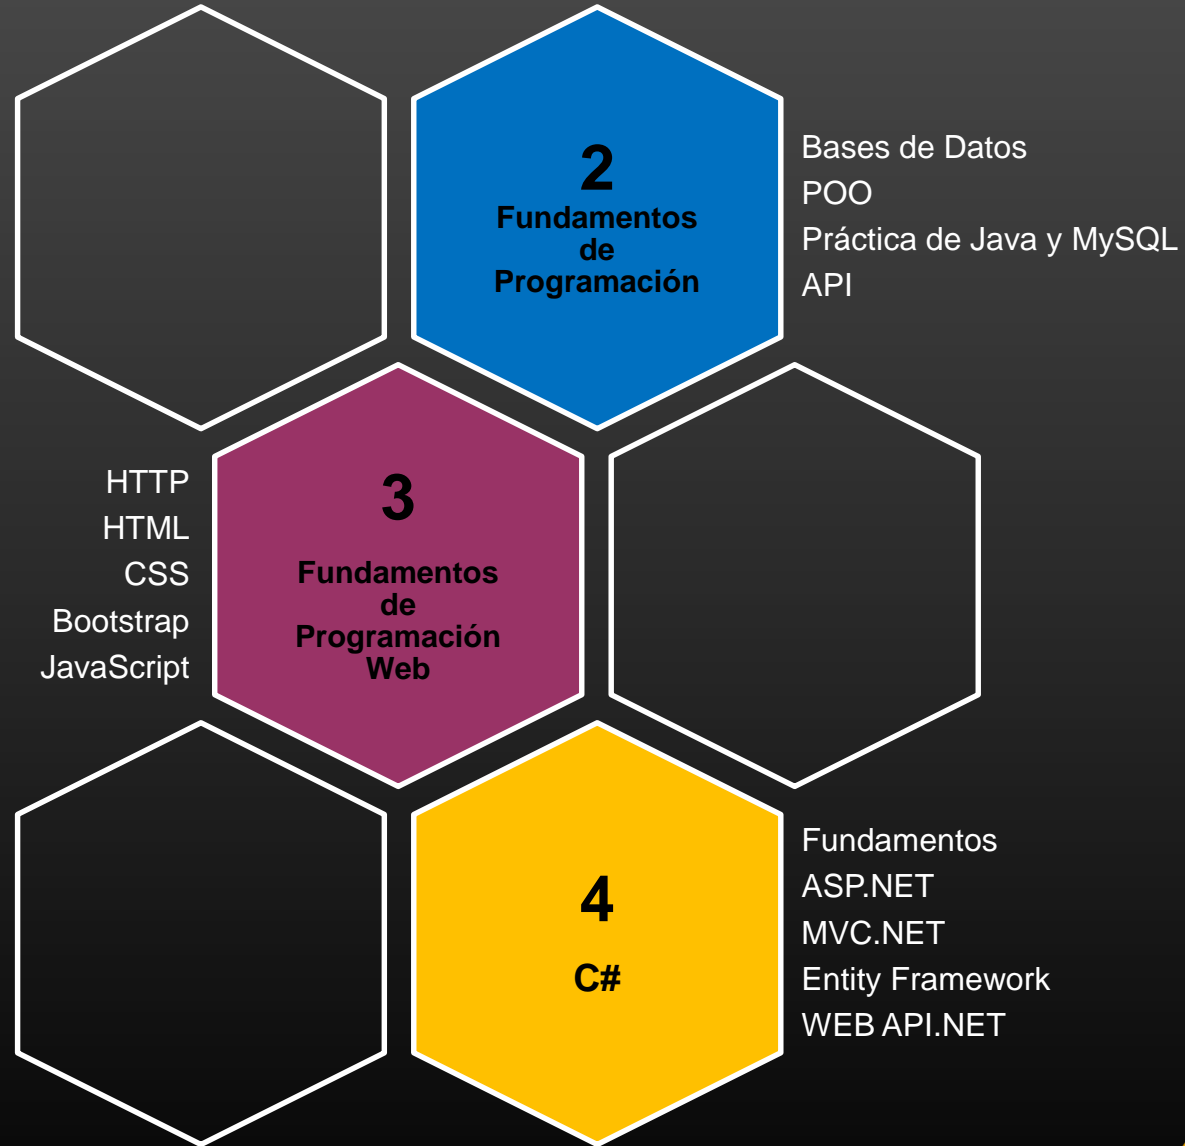 2
Fundamentos
de
Programación
Bases de Datos
POO
Práctica de Java y MySQL
API
3
Fundamentos
de
Programación
Web
HTTP
HTML
CSS
Bootstrap
JavaScript
4
C#
Fundamentos
ASP.NET
MVC.NET
Entity Framework
WEB API.NET